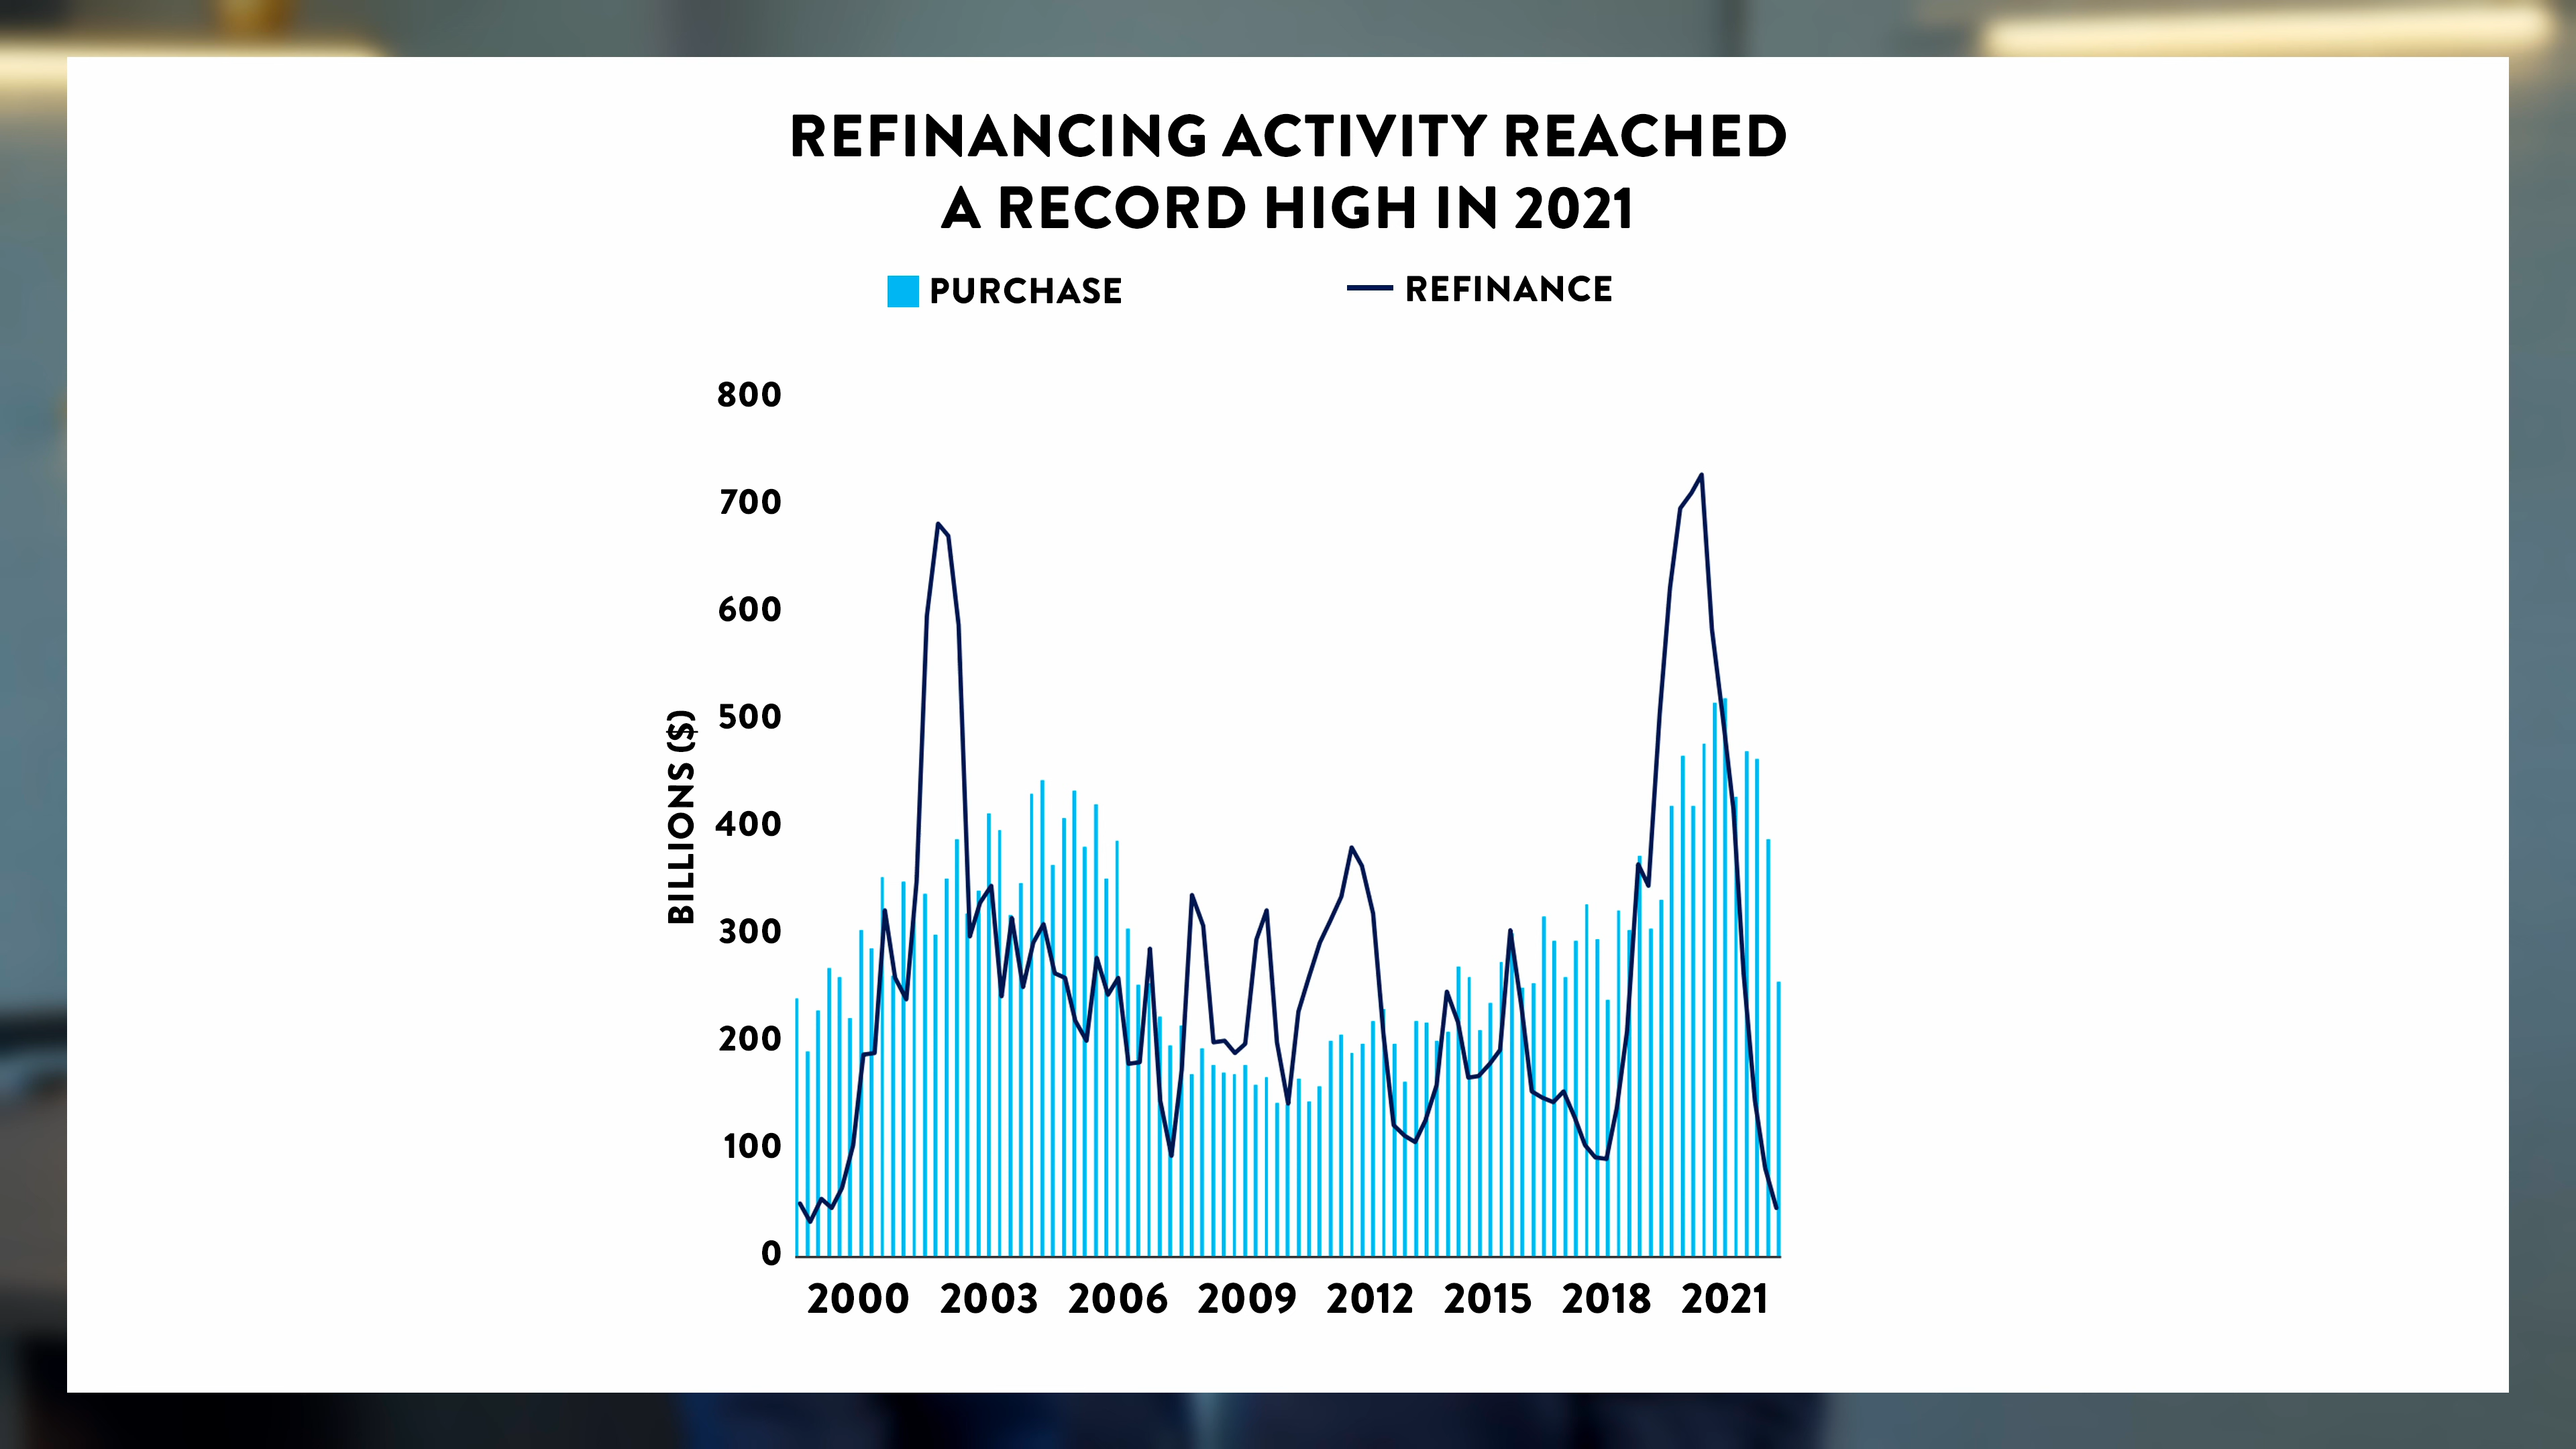 REFINANCING ACTIVITY REACHED
A RECORD HIGH IN 2021
PURCHASE
REFINANCE
BILLIONS ($)
800
700
600
500
400
300
200
100
0
2000 2003 2006 2009 2012 2015 2018 2021